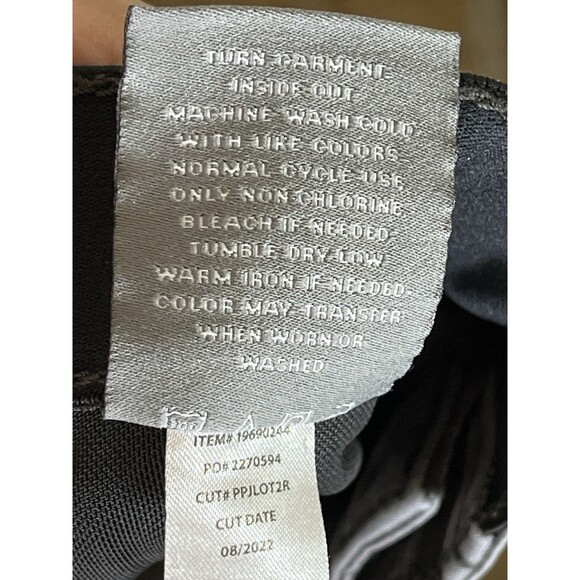 TURN GARMENT
INSIDE OUT
MACHINE WASH COLD
WITH LIKE COLORS
NORMAL CYCLE USE
ONLY NON-CHLORINE
BLEACH IF NEEDED
TUMBLE DRY LOW
WARM IRON IF NEEDED
COLOR MAY TRANSFER
WHEN WORN OR
WASHED
ITEM# 19690244
PO# 2270594
CUT# PPJLOT2R
CUT DATE
08/2022